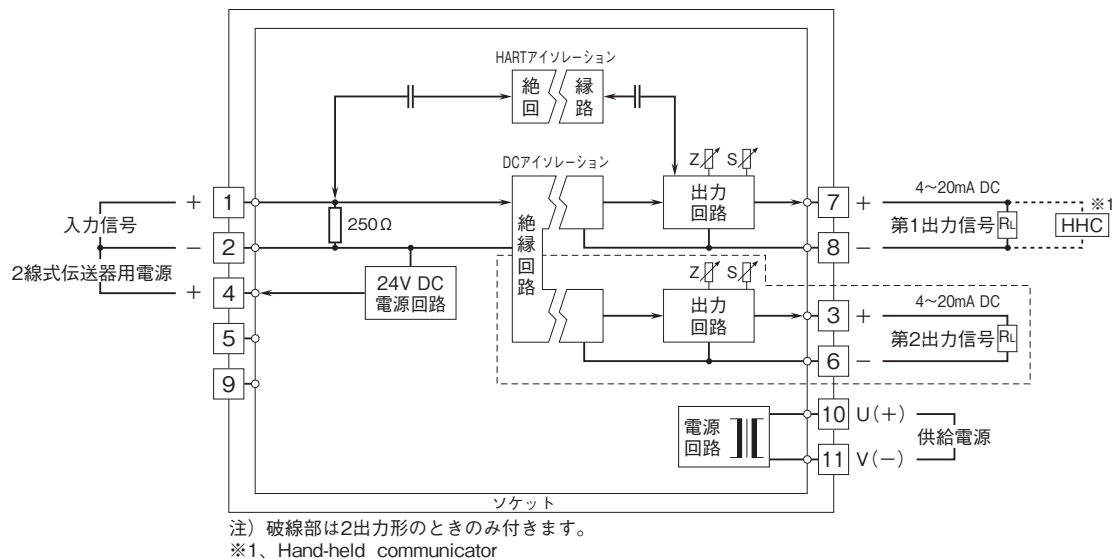 HARTアイソレーション
絶 縁
回 路
DCアイソレーション
Z S
1 + 入力信号
250Ω
絶縁回路
出力
回路
7 +
4~20mA DC
第1出力信号
RL
※1
HHC
2 −
8 −
2線式伝送器用電源
4 +
24V DC
電源回路
Z S
出力
回路
3 +
4~20mA DC
第2出力信号
RL
5
6 −
9
電源
回路
10 U(+)
供給電源
11 V(−)
ソケット
注）破線部は2出力形のときのみ付きます。
※1、Hand-held communicator